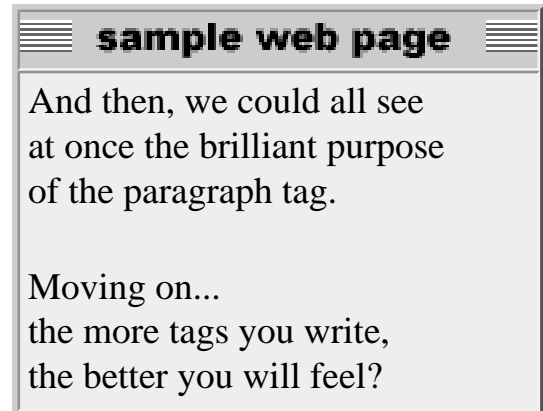 sample web page
And then, we could all see
at once the brilliant purpose
of the paragraph tag.
Moving on...
the more tags you write,
the better you will feel?